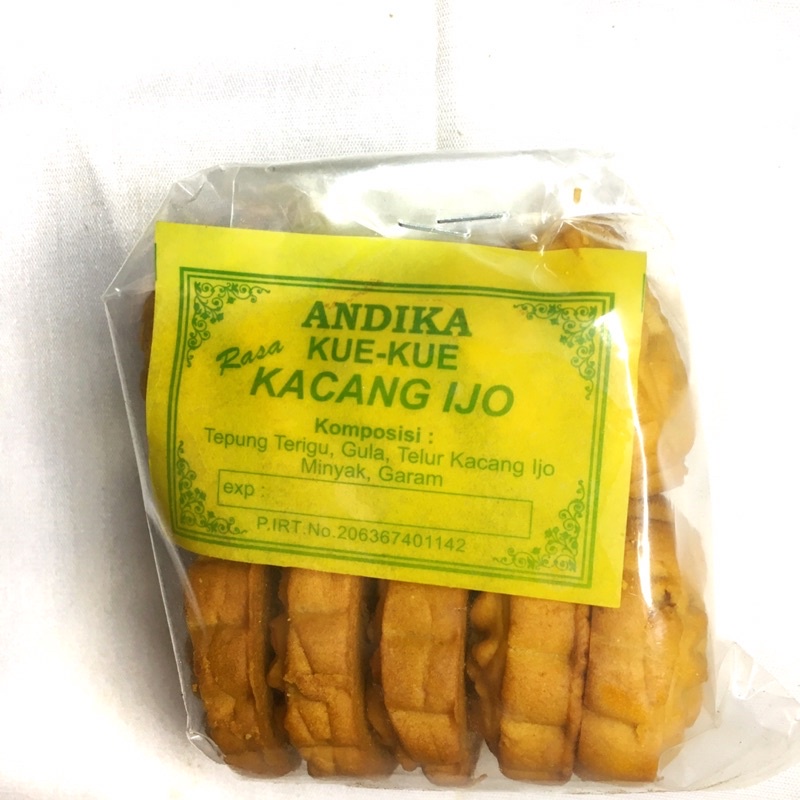 ANDIKA
Rasa KUE-KUE
KACANG IJO
Komposisi :
Tepung Terigu, Gula, Telur Kacang Ijo
Minyak, Garam
exp :
P.IRT.No.206367401142